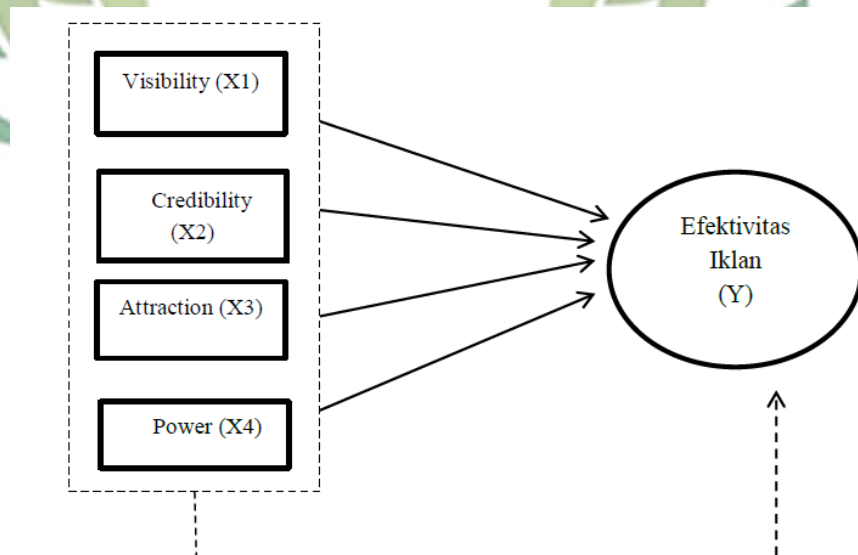 Visibility (X1)
Credibility
(X2)
Attraction (X3)
Power (X4)
Efektivitas
Iklan
(Y)